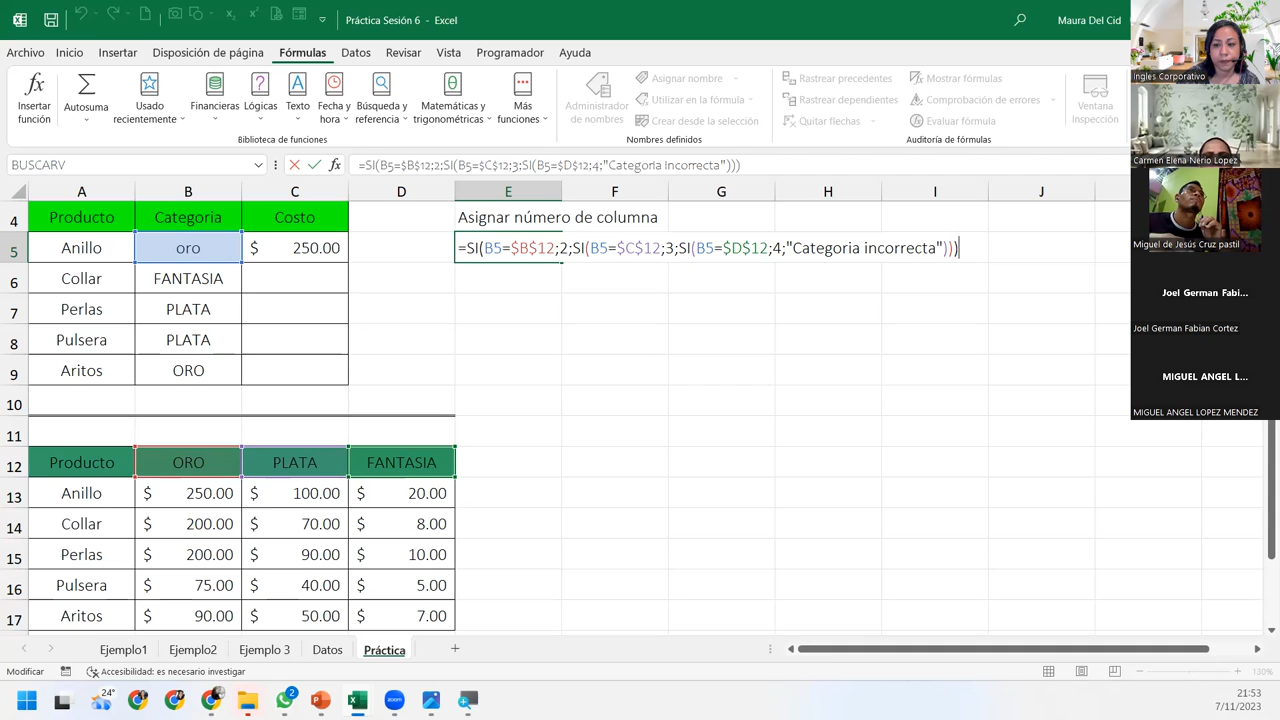 Práctica Sesión 6 - Excel
Maura Del Cid
Archivo Inicio Insertar Disposición de página Fórmulas Datos Revisar Vista Programador Ayuda
Insertar función
Autosuma
Usado recientemente
Financieras
Lógicas
Texto
Fecha y hora
Búsqueda y referencia
Matemáticas y trigonométricas
Más funciones
Biblioteca de funciones
Administrador de nombres
Asignar nombre
Utilizar en la fórmula
Crear desde la selección
Nombres definidos
Rastrear precedentes
Rastrear dependientes
Quitar flechas
Mostrar fórmulas
Comprobación de errores
Evaluar fórmula
Auditoría de fórmulas
Ventana Inspección
BUSCARV fx =SI(B5=$B$12;2;SI(B5=$C$12;3;SI(B5=$D$12;4;"Categoria incorrecta")))
A B C D E F G H I J
4 Producto Categoria Costo Asignar número de columna
5 Anillo oro $ 250.00 =SI(B5=$B$12;2;SI(B5=$C$12;3;SI(B5=$D$12;4;"Categoria incorrecta")))
6 Collar FANTASIA
7 Perlas PLATA
8 Pulsera PLATA
9 Aritos ORO
10
11
12 Producto ORO PLATA FANTASIA
13 Anillo $ 250.00 $ 100.00 $ 20.00
14 Collar $ 200.00 $ 70.00 $ 8.00
15 Perlas $ 200.00 $ 90.00 $ 10.00
16 Pulsera $ 75.00 $ 40.00 $ 5.00
17 Aritos $ 90.00 $ 50.00 $ 7.00
Ejemplo1 Ejemplo2 Ejemplo 3 Datos Práctica
Modificar Accesibilidad: es necesario investigar 130%
24° 2
21:53
7/11/2023
Ingles Corporativo
Carmen Elena Nerio Lopez
Miguel de Jesús Cruz pastil
Joel German Fabi...
Joel German Fabian Cortez
MIGUEL ANGEL L...
MIGUEL ANGEL LOPEZ MENDEZ